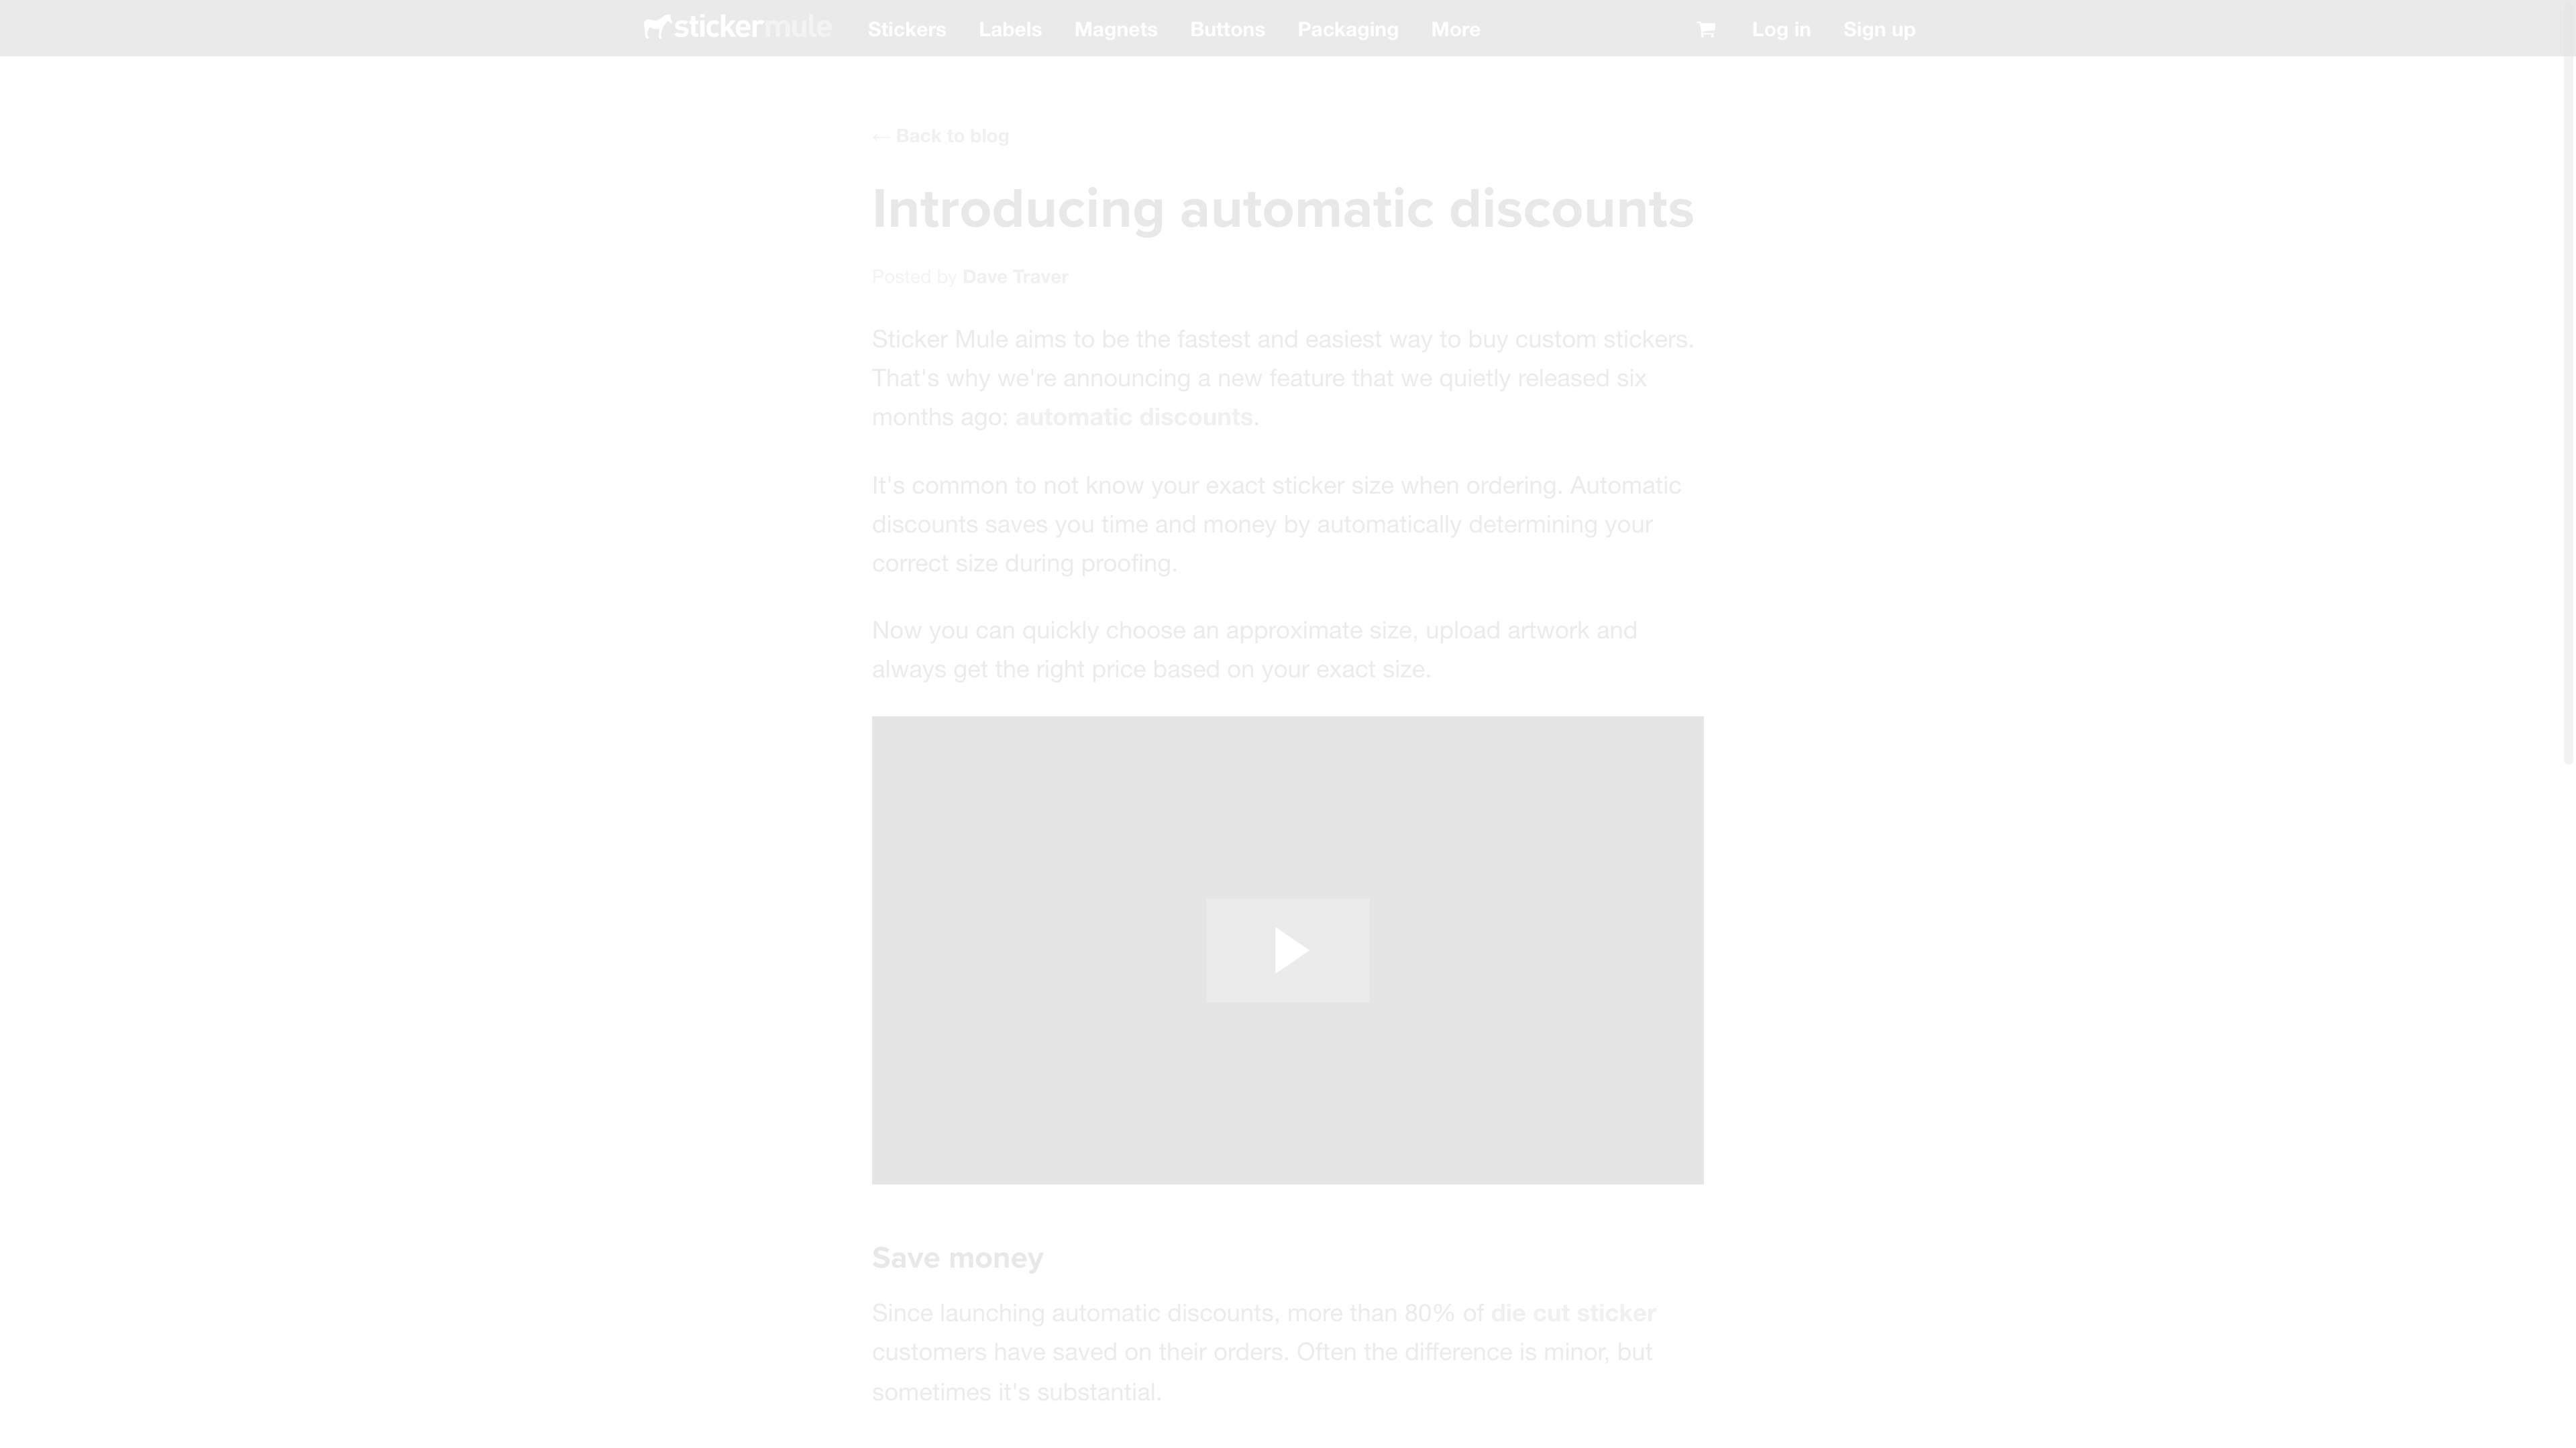 stickermule
Stickers Labels Magnets Buttons Packaging More Log in Sign up
← Back to blog
Introducing automatic discounts
Posted by Dave Traver
Sticker Mule aims to be the fastest and easiest way to buy custom stickers.
That's why we're announcing a new feature that we quietly released six
months ago: automatic discounts.
It's common to not know your exact sticker size when ordering. Automatic
discounts saves you time and money by automatically determining your
correct size during proofing.
Now you can quickly choose an approximate size, upload artwork and
always get the right price based on your exact size.
Save money
Since launching automatic discounts, more than 80% of die cut sticker
customers have saved on their orders. Often the difference is minor, but
sometimes it's substantial.